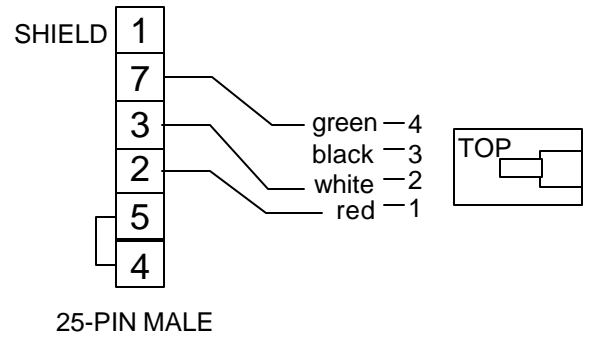 SHIELD 1
7
3
2
5
4
green 4
black 3
white 2
red 1
TOP
25-PIN MALE